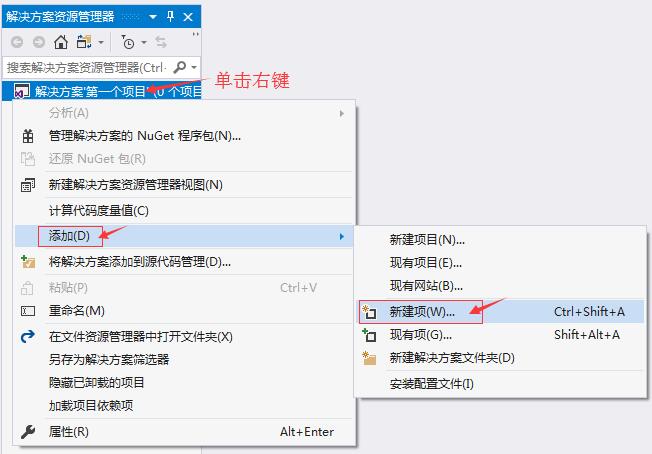 解决方案资源管理器
搜索解决方案资源管理器(Ctrl+
解决方案'第一个项目' (0 个项目
单击右键
分析(A)
管理解决方案的 NuGet 程序包(N)...
还原 NuGet 包(R)
新建解决方案资源管理器视图(N)
计算代码度量值(C)
添加(D)
将解决方案添加到源代码管理(D)...
粘贴(P) Ctrl+V
重命名(M)
在文件资源管理器中打开文件夹(X)
另存为解决方案筛选器
隐藏已卸载的项目
加载项目依赖项
属性(R) Alt+Enter
新建项目(N)...
现有项目(E)...
现有网站(B)...
新建项(W)... Ctrl+Shift+A
现有项(G)... Shift+Alt+A
新建解决方案文件夹(D)
安装配置文件(I)